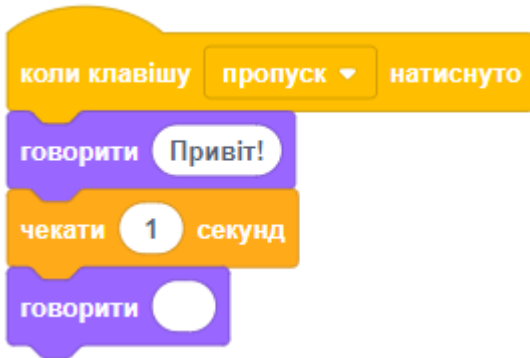 коли клавішу пропуск натиснуто
говорити Привіт!
чекати 1 секунд
говорити